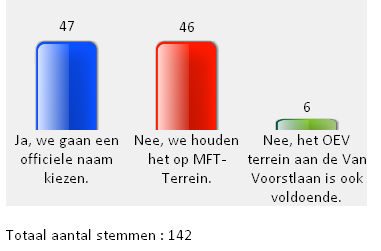 47
46
6
Ja, we gaan een
officiele naam
kiezen.
Nee, we houden
het op MFT-
Terrein.
Nee, het OEV
terrein aan de Van
Voorstlaan is ook
voldoende.
Totaal aantal stemmen : 142